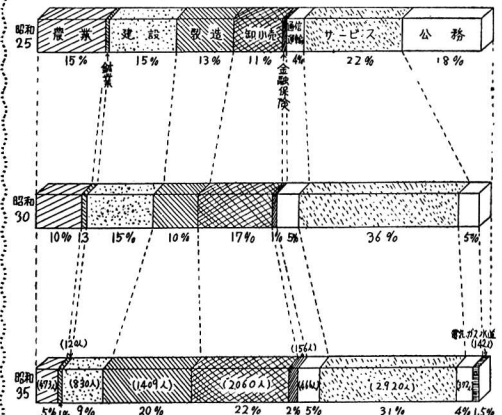 昭和 25
農業 建設 製造 卸小売 通信運輸 サービス 公務
15% 鉱業 15% 13% 11% 金融保険 4% 22% 18%
昭和 30
10% 13 15% 10% 17% 1% 5% 36% 5%
電気ガス水道
(120人) (156人) (142人)
昭和 35
(830人) (1409人) (2060人) (2920人)
5% 1% 9% 20% 22% 2% 5% 31% 4%